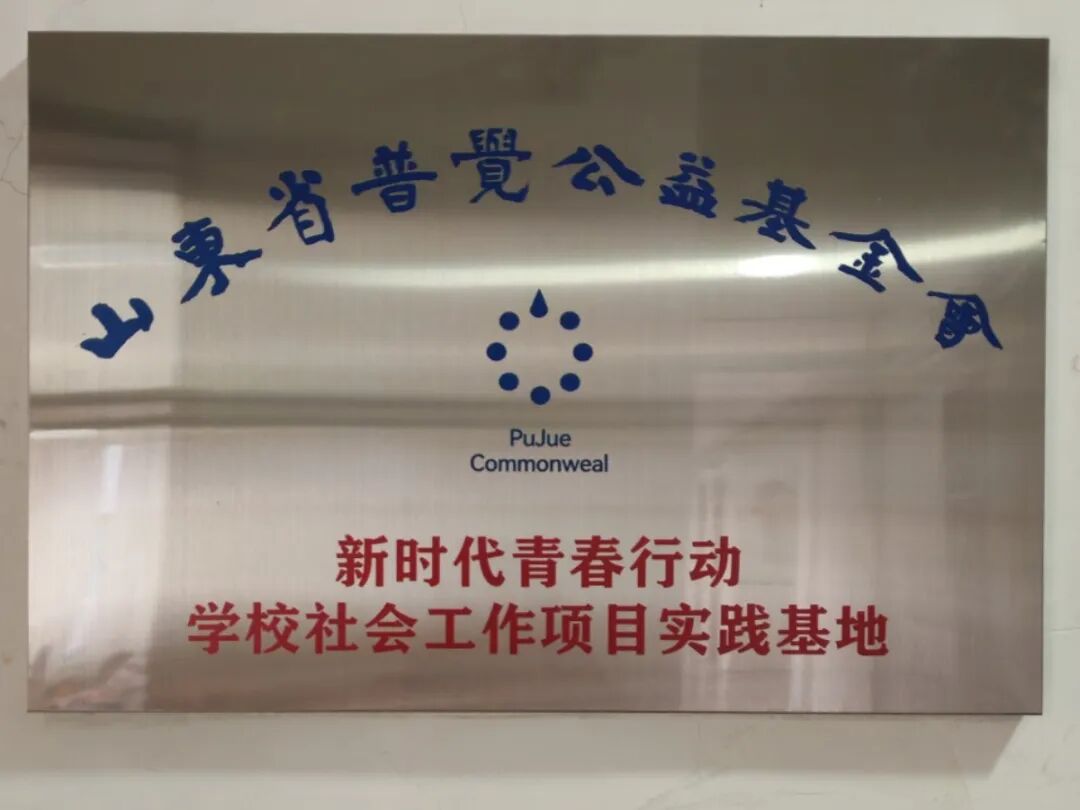 山東省普覺公益基金會
PuJue
Commonweal
新时代青春行动
学校社会工作项目实践基地